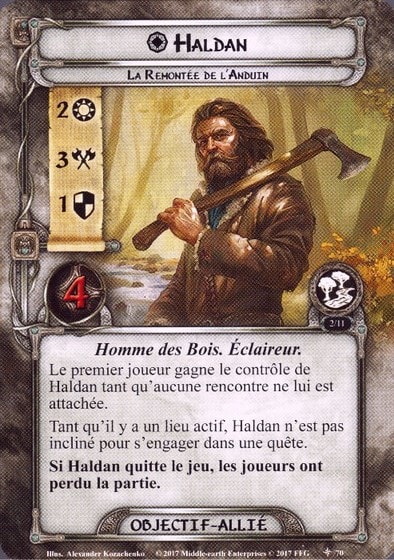 Haldan
La Remontée de l'Anduin
2
3
1
4
2/11
Homme des Bois. Éclaireur.
Le premier joueur gagne le contrôle de
Haldan tant qu'aucune rencontre ne lui est
attachée.
Tant qu'il y a un lieu actif, Haldan n'est pas
incliné pour s'engager dans une quête.
Si Haldan quitte le jeu, les joueurs ont
perdu la partie.
Objectif-Allié
Illus. Alexander Kozachenko © 2017 Middle-earth Enterprises © 2017 FFG 70